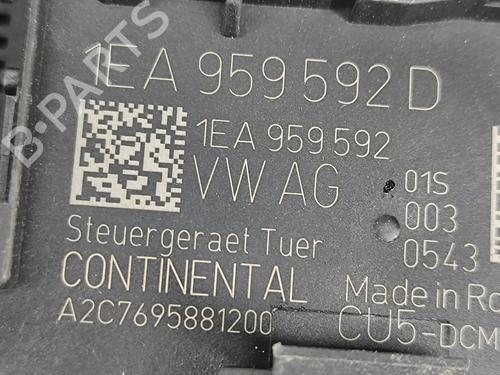 1EA 959 592 D
1EA 959 592
VW AG
01S
003
0543
Steuergeraet Tuer
CONTINENTAL
Made in Ro
A2C7695881200
CU5-DCM
B-PARTS